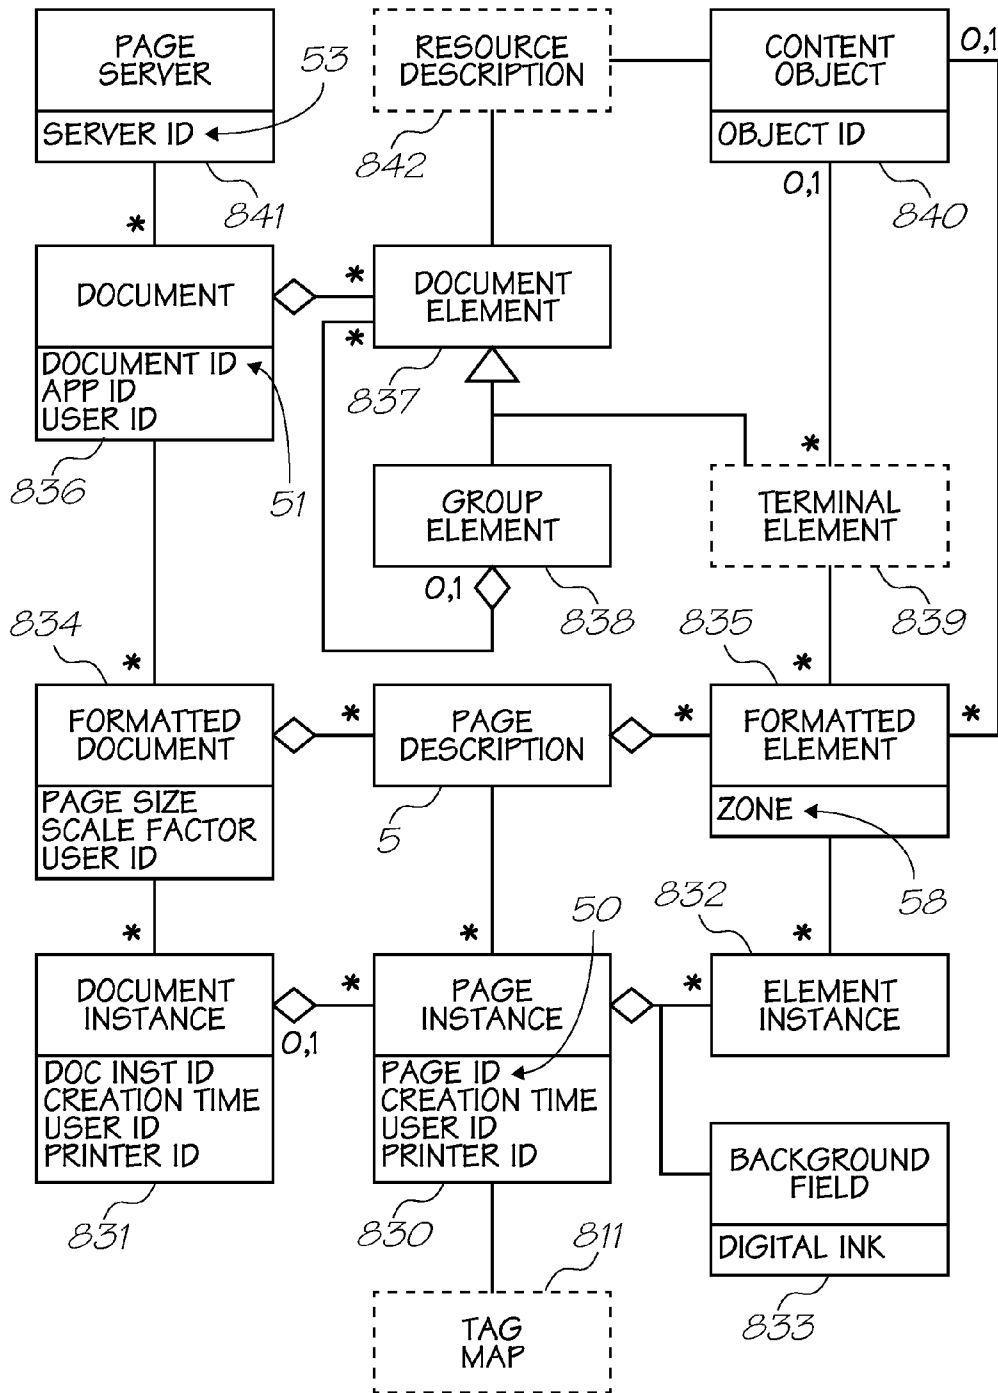 PAGE
SERVER
SERVER ID
53
841
RESOURCE
DESCRIPTION
842
CONTENT
OBJECT
OBJECT ID
0,1
0,1
840
*
DOCUMENT
DOCUMENT ID
APP ID
USER ID
836
51
*
*
DOCUMENT
ELEMENT
837
GROUP
ELEMENT
0,1
838
*
TERMINAL
ELEMENT
839
834
*
FORMATTED
DOCUMENT
PAGE SIZE
SCALE FACTOR
USER ID
*
PAGE
DESCRIPTION
5
835
*
*
*
FORMATTED
ELEMENT
ZONE
58
*
DOCUMENT
INSTANCE
0,1
DOC INST ID
CREATION TIME
USER ID
PRINTER ID
831
*
*
50
PAGE
INSTANCE
PAGE ID
CREATION TIME
USER ID
PRINTER ID
830
832
*
*
ELEMENT
INSTANCE
BACKGROUND
FIELD
DIGITAL INK
833
811
TAG
MAP